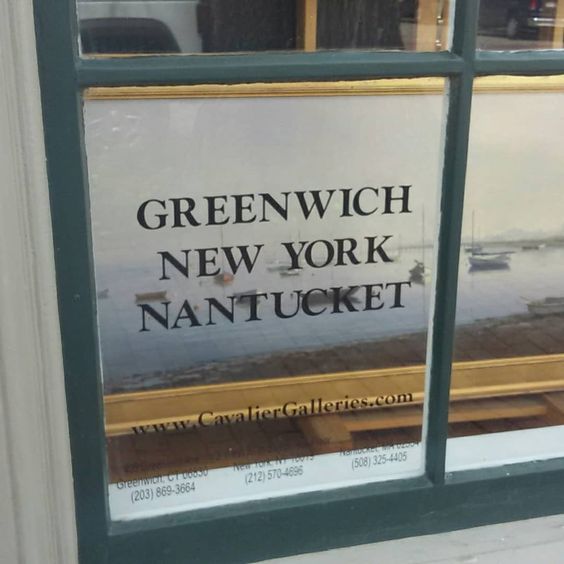 GREENWICH
NEW YORK
NANTUCKET
www.CavalierGalleries.com
Greenwich, CT 06830
(203) 869-3664
New York, NY
(212) 570-4696
Nantucket, MA
(508) 325-4405